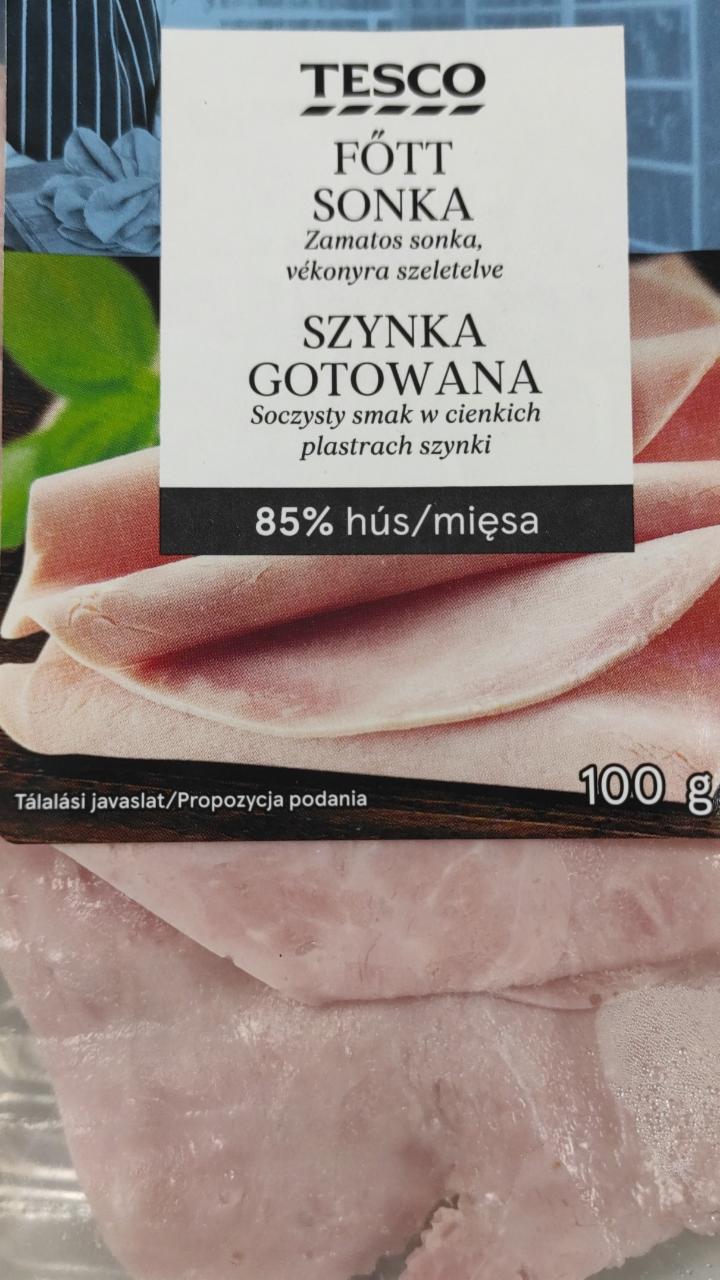 TESCO
FŐTT
SONKA
Zamatos sonka,
vékonyra szeletelve
SZYNKA
GOTOWANA
Soczysty smak w cienkich
plastrach szynki
85% hús/mięsa
Tálalási javaslat/Propozycja podania
100 g